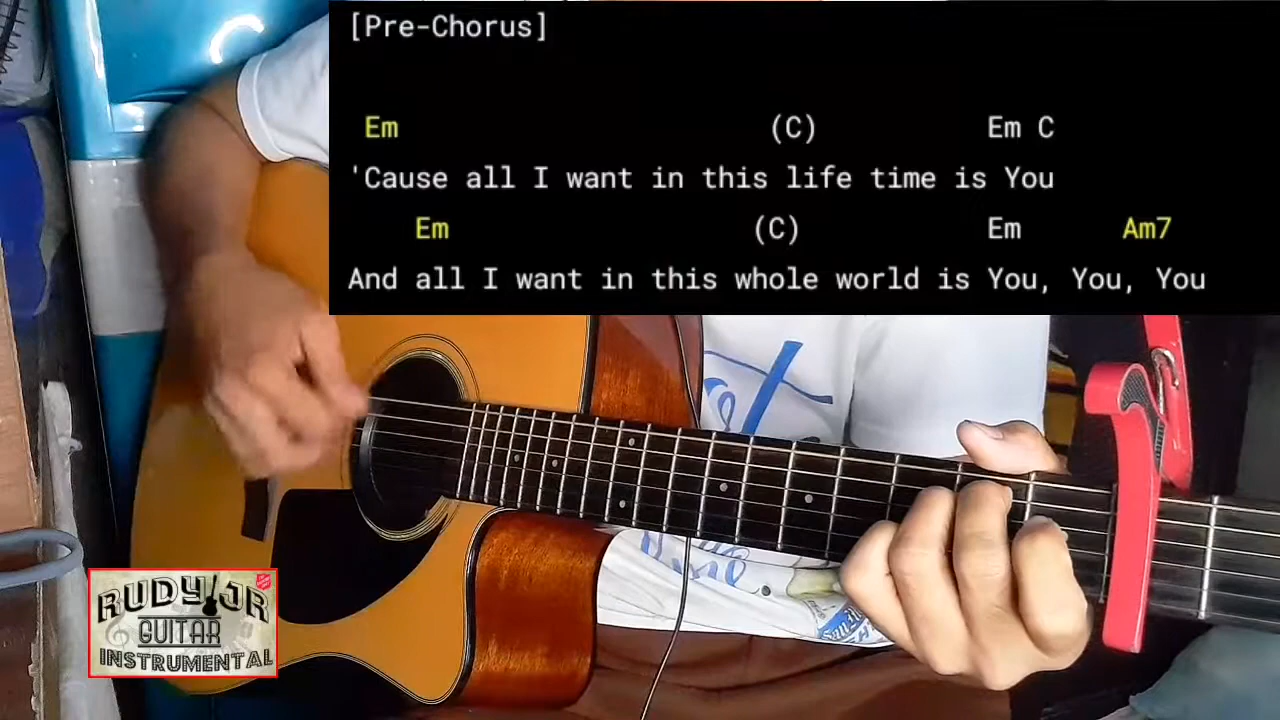 [Pre-Chorus]
Em (C) Em C
'Cause all I want in this life time is You
Em (C) Em Am7
And all I want in this whole world is You, You, You
RUDY JR
GUITAR
INSTRUMENTAL